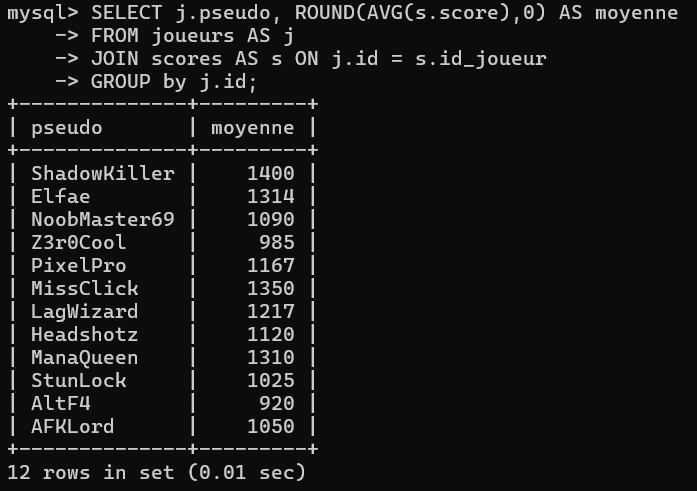 mysql> SELECT j.pseudo, ROUND(AVG(s.score),0) AS moyenne
    -> FROM joueurs AS j
    -> JOIN scores AS s ON j.id = s.id_joueur
    -> GROUP by j.id;
+--------------+---------+
| pseudo       | moyenne |
+--------------+---------+
| ShadowKiller |    1400 |
| Elfae        |    1314 |
| NoobMaster69 |    1090 |
| Z3r0Cool     |     985 |
| PixelPro     |    1167 |
| MissClick    |    1350 |
| LagWizard    |    1217 |
| Headshotz    |    1120 |
| ManaQueen    |    1310 |
| StunLock     |    1025 |
| AltF4        |     920 |
| AFKLord      |    1050 |
+--------------+---------+
12 rows in set (0.01 sec)